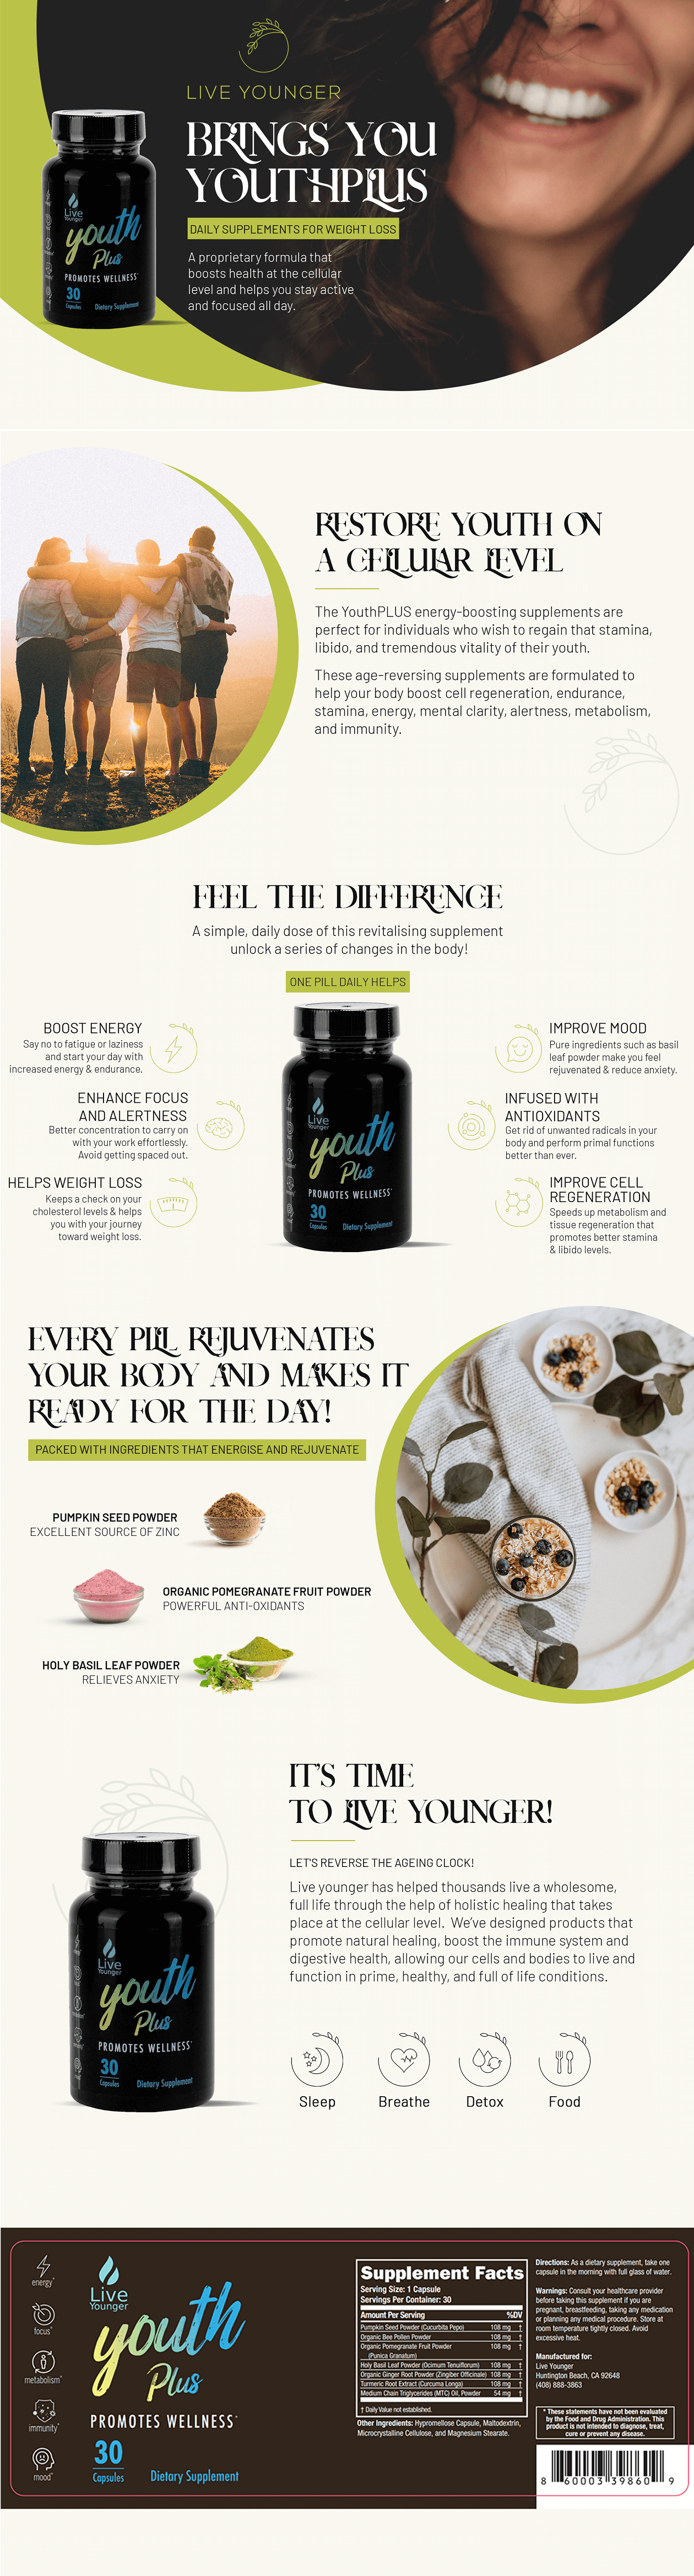 LIVE YOUNGER
BRINGS YOU
YOUTHPLUS
DAILY SUPPLEMENTS FOR WEIGHT LOSS
A proprietary formula that
boosts health at the cellular
level and helps you stay active
and focused all day.
Live
Younger
youth
Plus
PROMOTES WELLNESS*
30
Capsules
Dietary Supplement
RESTORE YOUTH ON
A CELLULAR LEVEL
The YouthPLUS energy-boosting supplements are
perfect for individuals who wish to regain that stamina,
libido, and tremendous vitality of their youth.
These age-reversing supplements are formulated to
help your body boost cell regeneration, endurance,
stamina, energy, mental clarity, alertness, metabolism,
and immunity.
FEEL THE DIFFERENCE
A simple, daily dose of this revitalising supplement
unlock a series of changes in the body!
ONE PILL DAILY HELPS
BOOST ENERGY
Say no to fatigue or laziness
and start your day with
increased energy & endurance.
ENHANCE FOCUS
AND ALERTNESS
Better concentration to carry on
with your work effortlessly.
Avoid getting spaced out.
HELPS WEIGHT LOSS
Keeps a check on your
cholesterol levels & helps
you with your journey
toward weight loss.
Live
Younger
youth
Plus
PROMOTES WELLNESS*
30
Capsules
Dietary Supplement
IMPROVE MOOD
Pure ingredients such as basil
leaf powder make you feel
rejuvenated & reduce anxiety.
INFUSED WITH
ANTIOXIDANTS
Get rid of unwanted radicals in your
body and perform primal functions
better than ever.
IMPROVE CELL
REGENERATION
Speeds up metabolism and
tissue regeneration that
promotes better stamina
& libido levels.
EVERY PILL REJUVENATES
YOUR BODY AND MAKES IT
READY FOR THE DAY!
PACKED WITH INGREDIENTS THAT ENERGISE AND REJUVENATE
PUMPKIN SEED POWDER
EXCELLENT SOURCE OF ZINC
ORGANIC POMEGRANATE FRUIT POWDER
POWERFUL ANTI-OXIDANTS
HOLY BASIL LEAF POWDER
RELIEVES ANXIETY
IT'S TIME
TO LIVE YOUNGER!
LET'S REVERSE THE AGEING CLOCK!
Live younger has helped thousands live a wholesome,
full life through the help of holistic healing that takes
place at the cellular level. We've designed products that
promote natural healing, boost the immune system and
digestive health, allowing our cells and bodies to live and
function in prime, healthy, and full of life conditions.
Live
Younger
youth
Plus
PROMOTES WELLNESS*
30
Capsules
Dietary Supplement
Sleep
Breathe
Detox
Food
energy*
focus*
metabolism*
immunity*
mood*
Live
Younger
youth
Plus
PROMOTES WELLNESS*
30
Capsules
Dietary Supplement
Supplement Facts
Serving Size: 1 Capsule
Servings Per Container: 30
Amount Per Serving %DV
Pumpkin Seed Powder (Cucurbita Pepo) 108 mg †
Organic Bee Pollen Powder 108 mg †
Organic Pomegranate Fruit Powder 108 mg †
(Punica Granatum)
Holy Basil Leaf Powder (Ocimum Tenuiflorum) 108 mg †
Organic Ginger Root Powder (Zingiber Officinale) 108 mg †
Turmeric Root Extract (Curcuma Longa) 108 mg †
Medium Chain Triglycerides (MTC) Oil, Powder 54 mg †
† Daily Value not established.
Other Ingredients: Hypromellose Capsule, Maltodextrin,
Microcrystalline Cellulose, and Magnesium Stearate.
Directions: As a dietary supplement, take one
capsule in the morning with full glass of water.
Warnings: Consult your healthcare provider
before taking this supplement if you are
pregnant, breastfeeding, taking any medication
or planning any medical procedure. Store at
room temperature tightly closed. Avoid
excessive heat.
Manufactured for:
Live Younger
Huntington Beach, CA 92648
(408) 888-3863
* These statements have not been evaluated
by the Food and Drug Administration. This
product is not intended to diagnose, treat,
cure or prevent any disease.
8 60003 39860 9